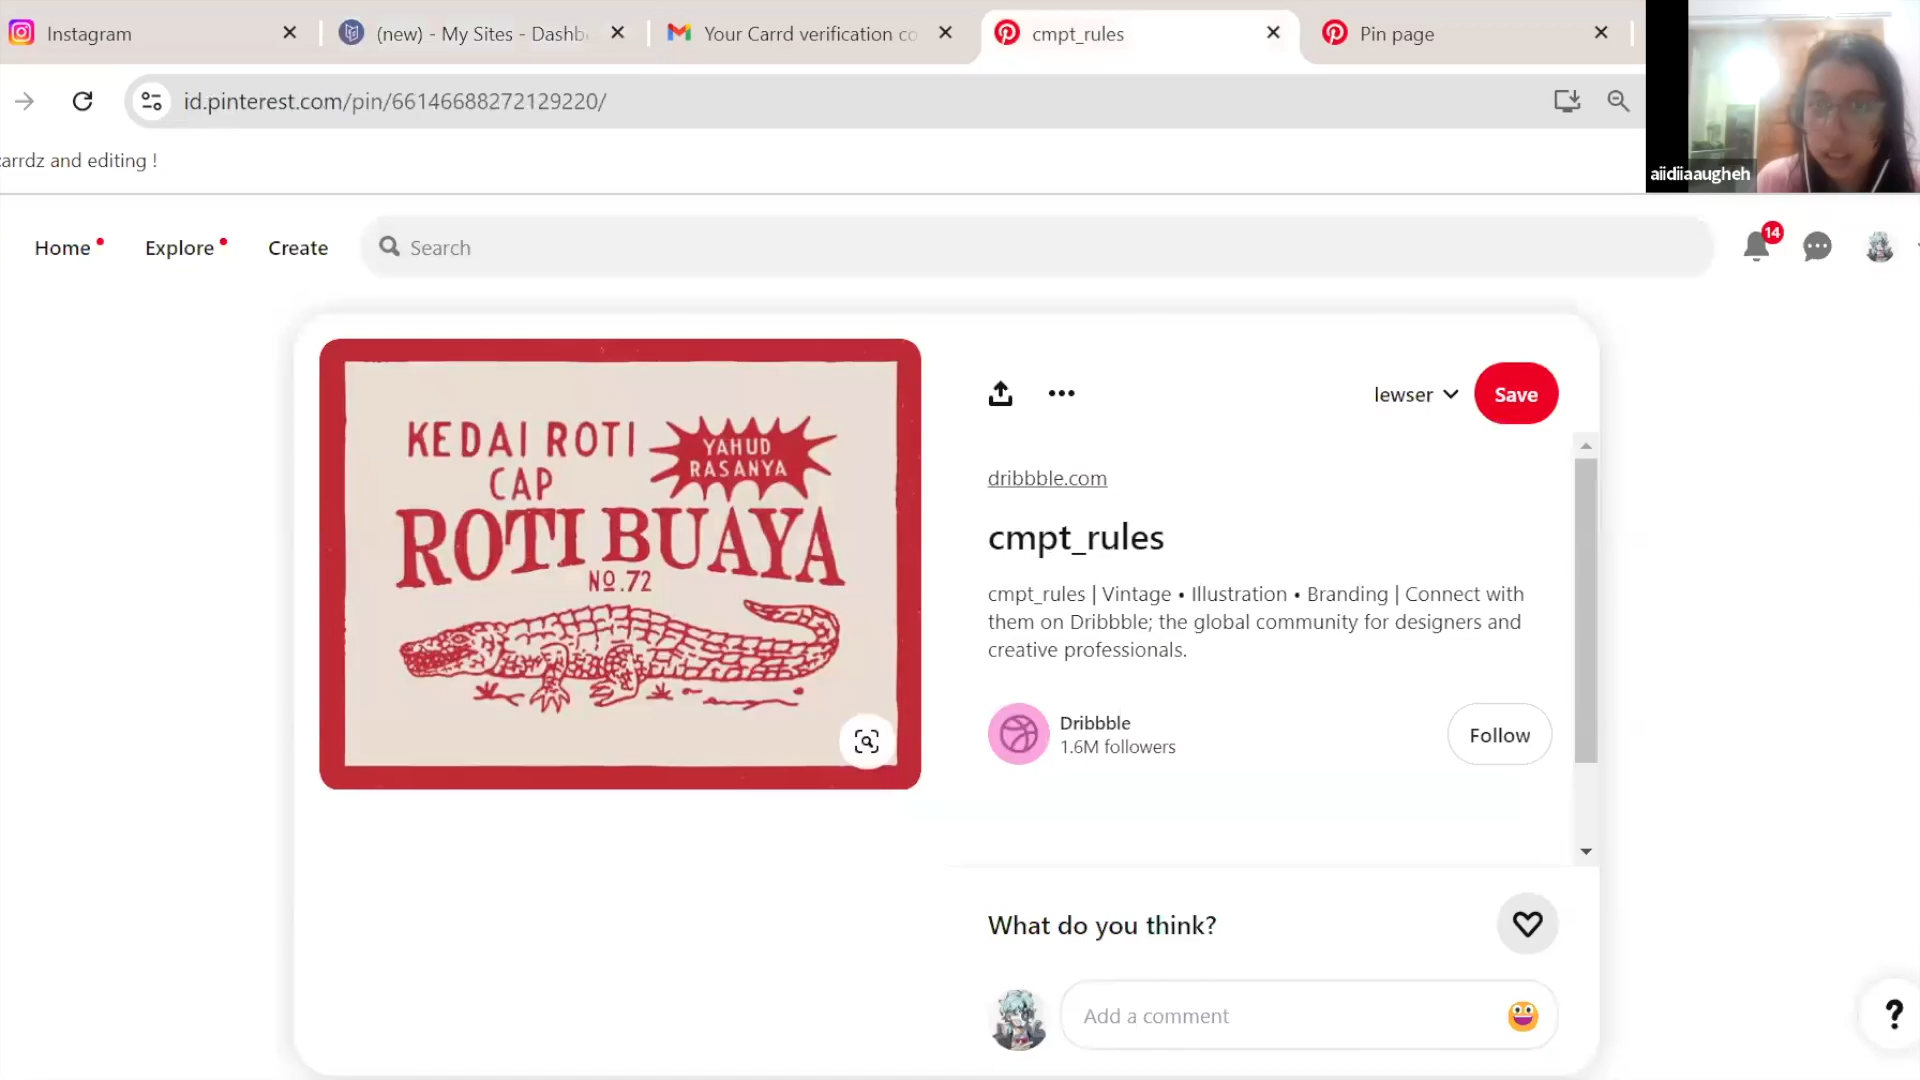 Instagram
(new) - My Sites - Dashb
Your Carrd verification co
cmpt_rules
Pin page
id.pinterest.com/pin/66146688272129220/
carrdz and editing !
aiidiiaaugheh
Home
Explore
Create
Search
14
KEDAI ROTI
CAP
YAHUD
RASANYA
ROTI BUAYA
NO.72
lewser
Save
dribbble.com
cmpt_rules
cmpt_rules | Vintage • Illustration • Branding | Connect with
them on Dribbble; the global community for designers and
creative professionals.
Dribbble
1.6M followers
Follow
What do you think?
Add a comment
?